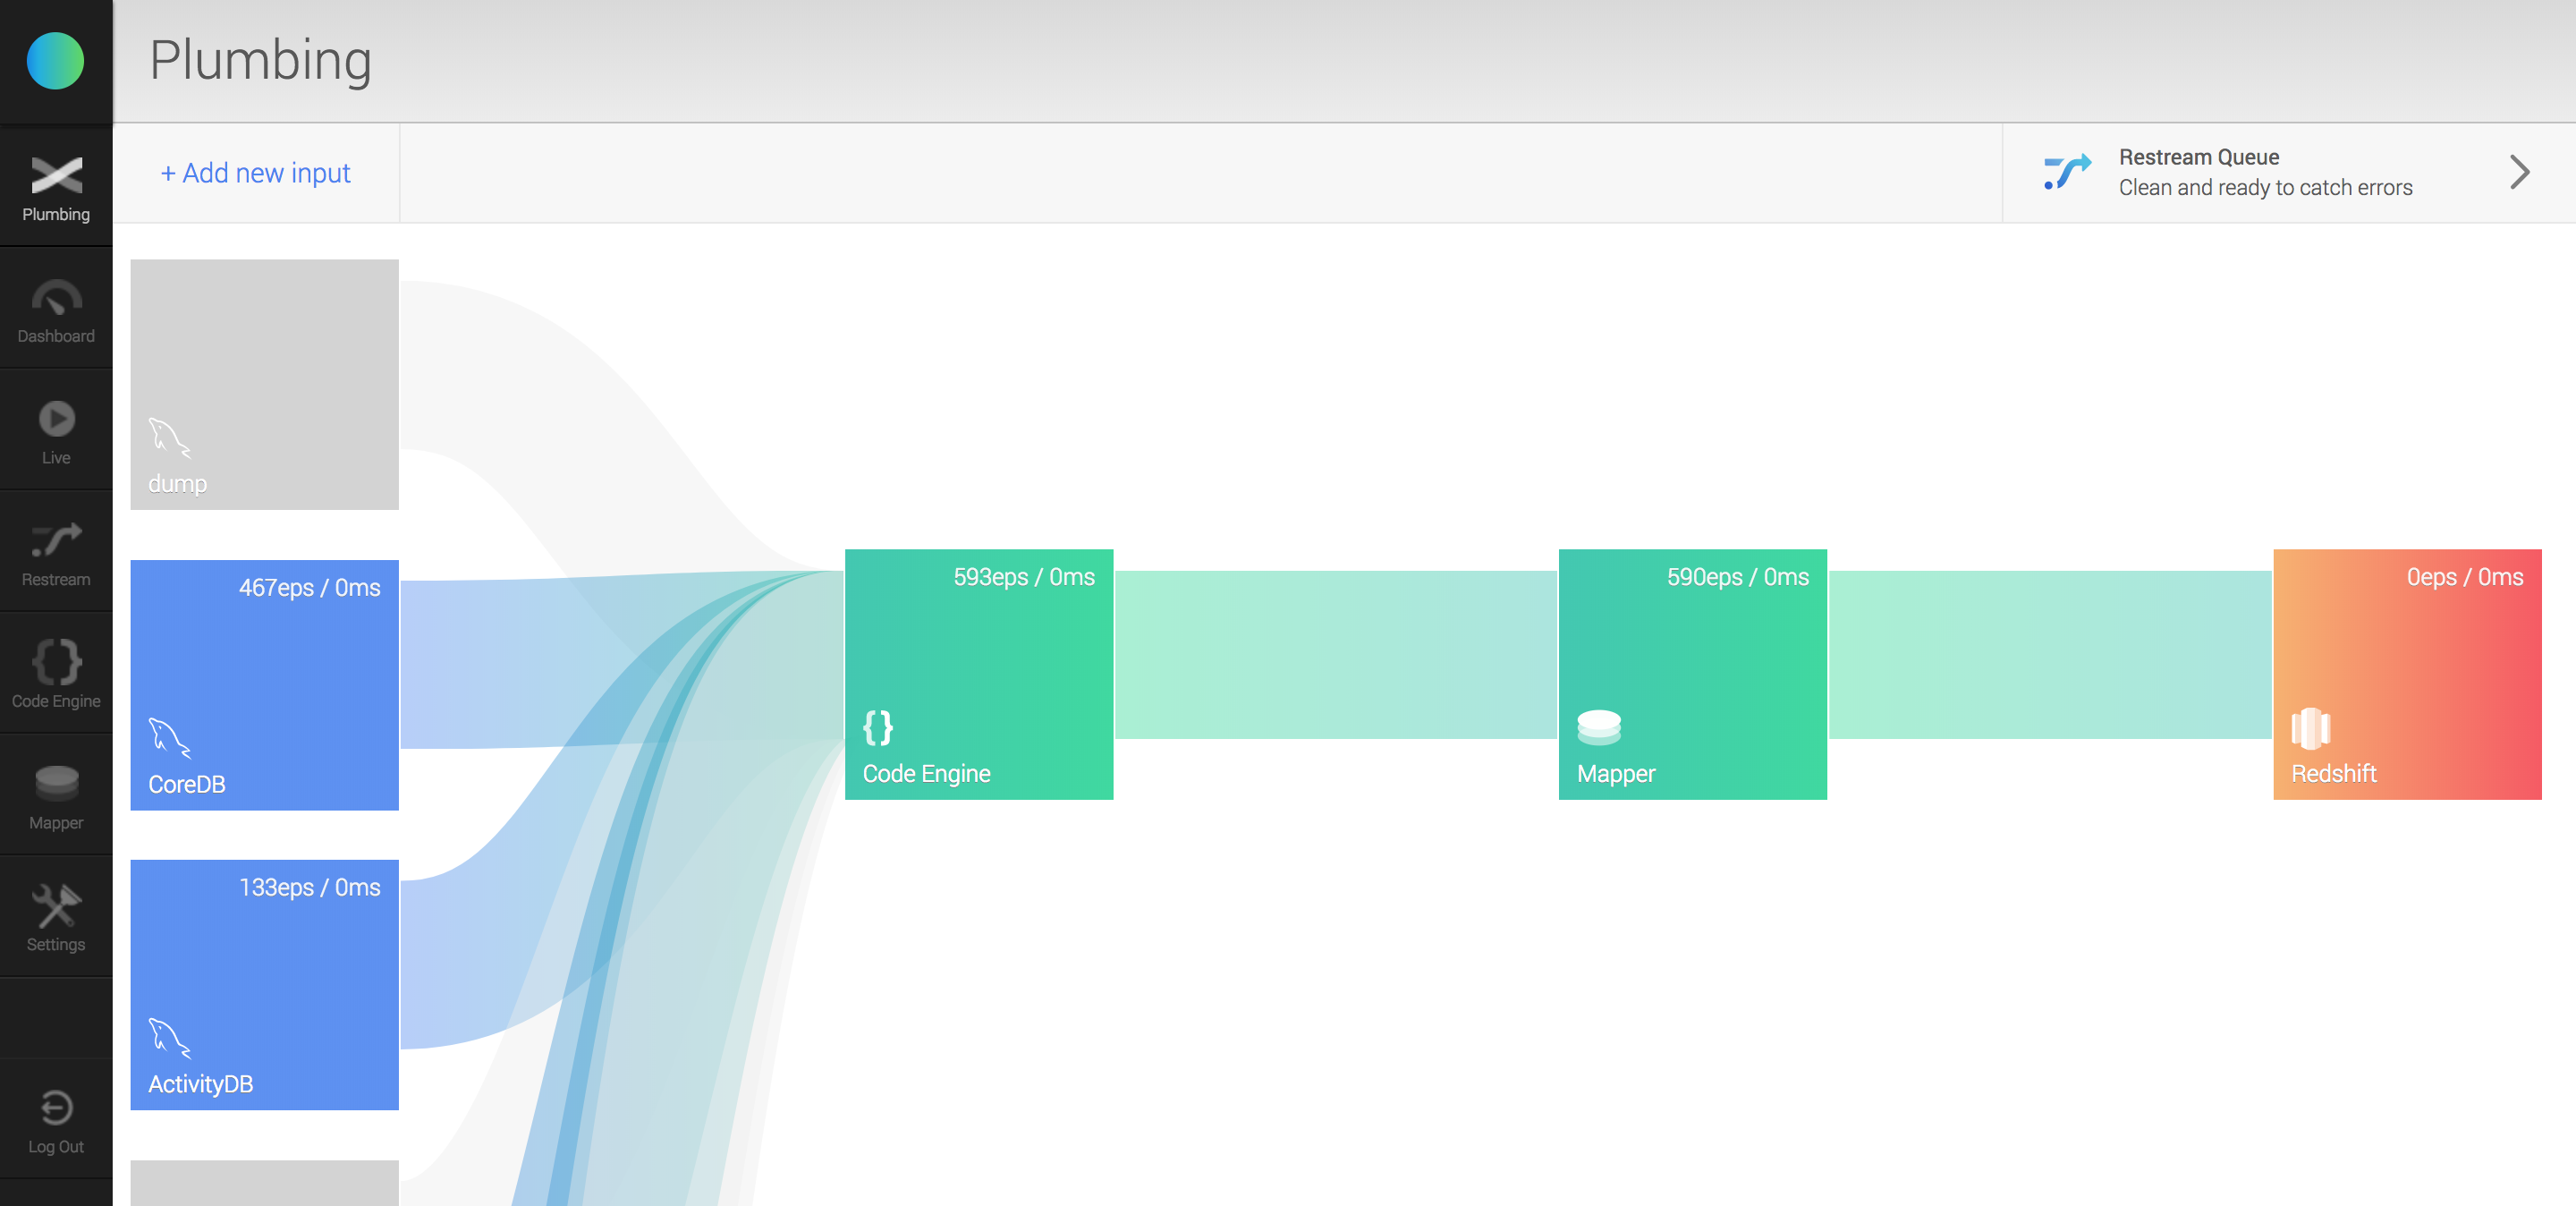 Plumbing
Plumbing
Dashboard
Live
Restream
Code Engine
Mapper
Settings
Log Out
+ Add new input
Restream Queue
Clean and ready to catch errors
dump
467eps / 0ms
CoreDB
133eps / 0ms
ActivityDB
593eps / 0ms
{}
Code Engine
590eps / 0ms
Mapper
0eps / 0ms
Redshift